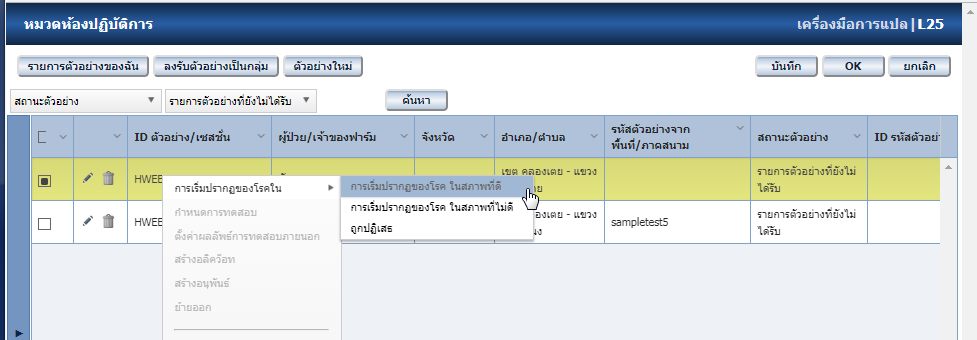 หมวดห้องปฏิบัติการ
เครื่องมือการแปล|L25
รายการตัวอย่างของฉัน
ลงรับตัวอย่างเป็นกลุ่ม
ตัวอย่างใหม่
บันทึก
OK
ยกเลิก
สถานะตัวอย่าง
รายการตัวอย่างที่ยังไม่ได้รับ
ค้นหา
ID ตัวอย่าง/เซสชั่น
ผู้ป่วย/เจ้าของฟาร์ม
จังหวัด
อำเภอ/ตำบล
รหัสตัวอย่างจาก
พื้นที่/ภาคสนาม
สถานะตัวอย่าง
ID รหัสตัวอย่
HWEB
เขต คลองเตย - แขวง
รายการตัวอย่างที่ยังไม่
ได้รับ
HWEB
sampletest5
รายการตัวอย่างที่ยังไม่
ได้รับ
การเริ่มปรากฏของโรคใน
กำหนดการทดสอบ
ตั้งค่าผลลัพธ์การทดสอบภายนอก
สร้างอลิคว๊อท
สร้างอนุพันธ์
ย้ายออก
การเริ่มปรากฏของโรค ในสภาพที่ดี
การเริ่มปรากฏของโรค ในสภาพที่ไม่ดี
ถูกปฏิเสธ